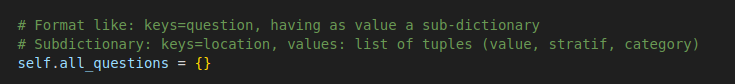 # Format like: keys=question, having as value a sub-dictionary
# Subdictionary: keys=location, values: list of tuples (value, stratif, category)
self.all_questions = {}